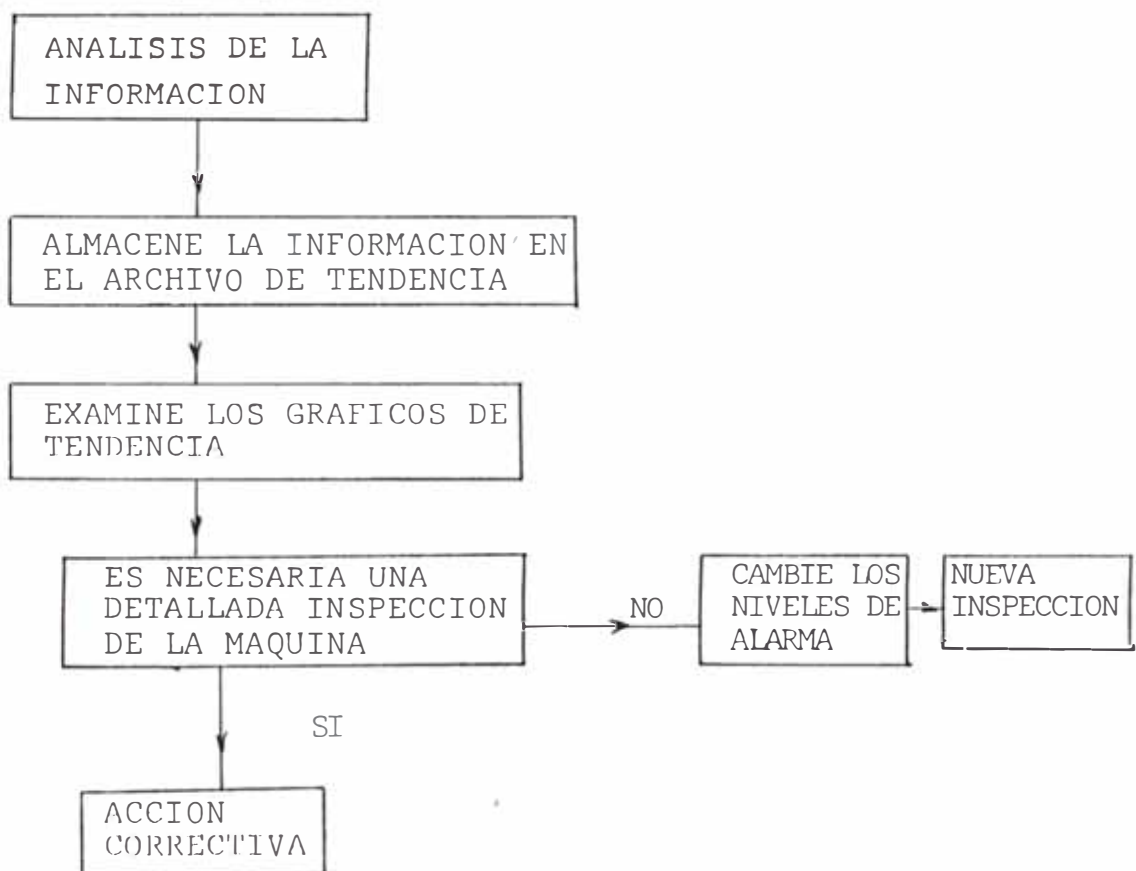 ANALISIS DE LA
INFORMACION
ALMACENE LA INFORMACION EN
EL ARCHIVO DE TENDENCIA
EXAMINE LOS GRAFICOS DE
TENDENCIA
ES NECESARIA UNA
DETALLADA INSPECCION
DE LA MAQUINA
NO
CAMBIE LOS
NIVELES DE
ALARMA
NUEVA
INSPECCION
SI
ACCION
CORRECTIVA